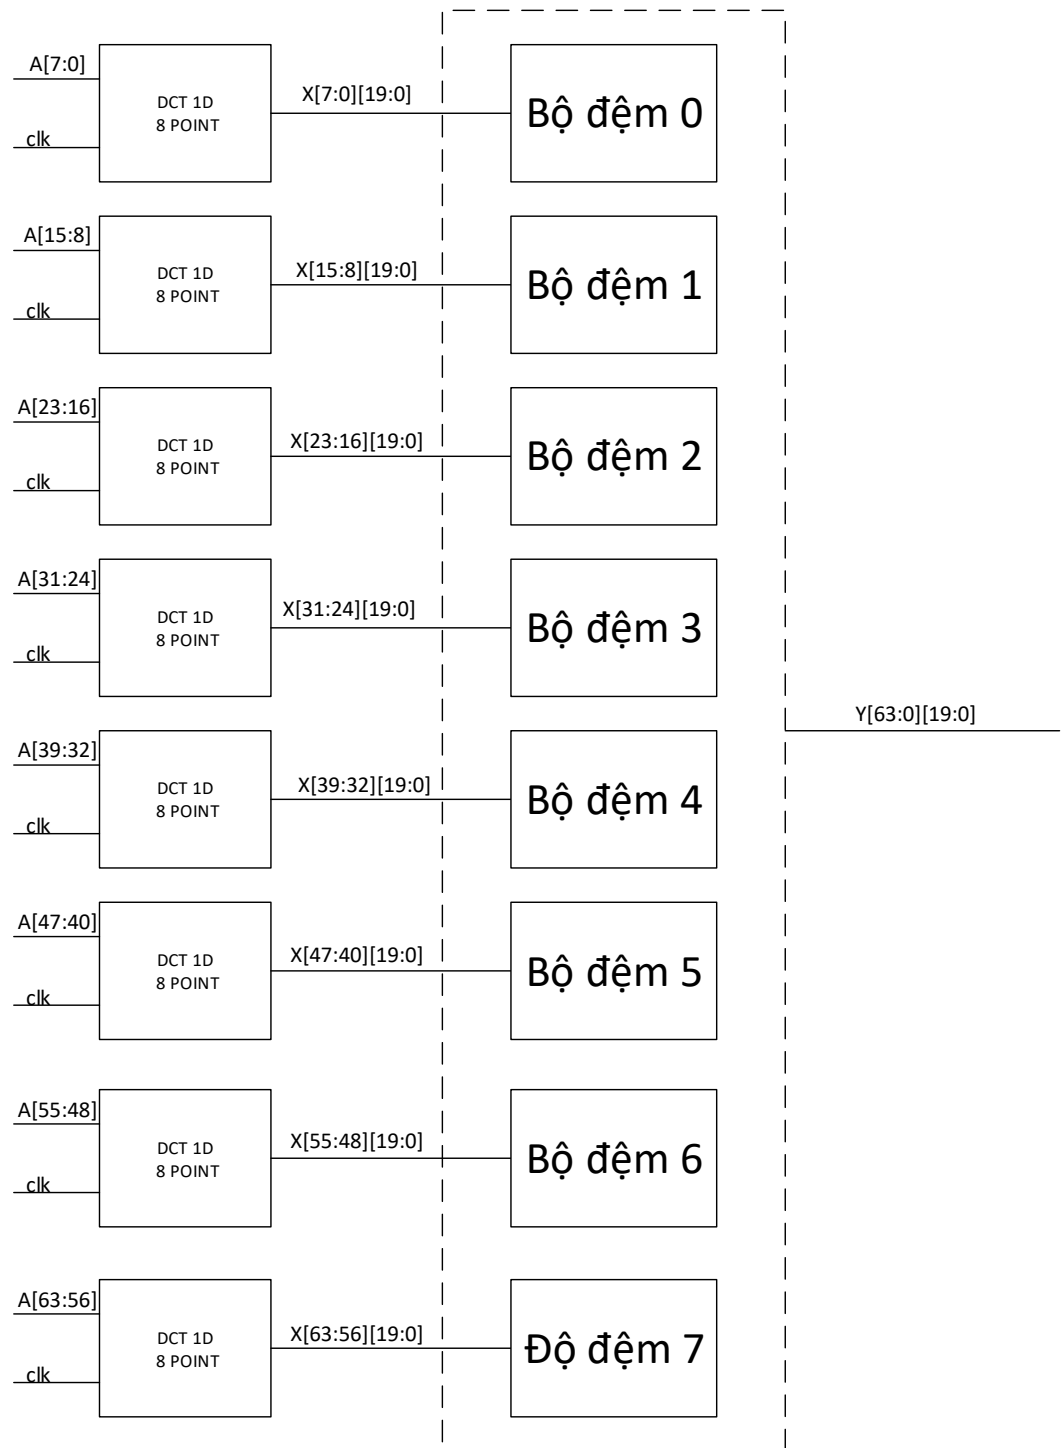 A[7:0]
clk
DCT 1D
8 POINT
X[7:0][19:0]
Bộ đệm 0
A[15:8]
clk
DCT 1D
8 POINT
X[15:8][19:0]
Bộ đệm 1
A[23:16]
clk
DCT 1D
8 POINT
X[23:16][19:0]
Bộ đệm 2
A[31:24]
clk
DCT 1D
8 POINT
X[31:24][19:0]
Bộ đệm 3
Y[63:0][19:0]
A[39:32]
clk
DCT 1D
8 POINT
X[39:32][19:0]
Bộ đệm 4
A[47:40]
clk
DCT 1D
8 POINT
X[47:40][19:0]
Bộ đệm 5
A[55:48]
clk
DCT 1D
8 POINT
X[55:48][19:0]
Bộ đệm 6
A[63:56]
clk
DCT 1D
8 POINT
X[63:56][19:0]
Độ đệm 7